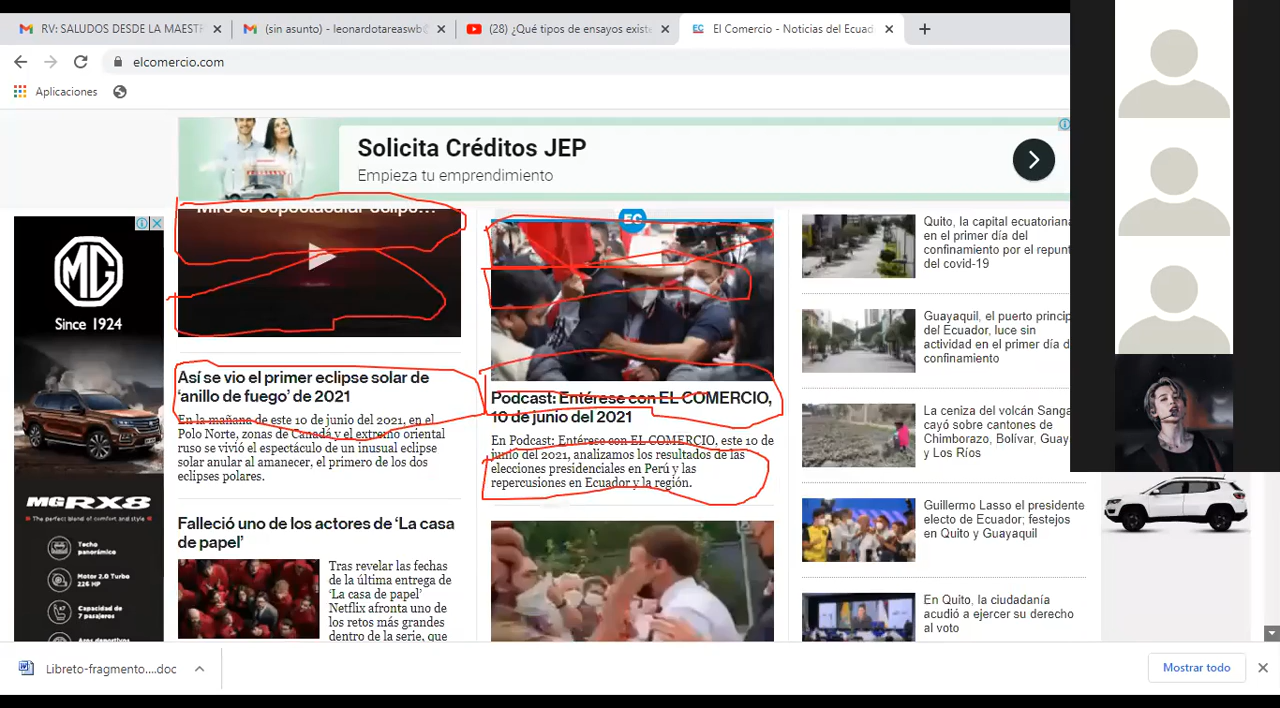 RV: SALUDOS DESDE LA MAESTR
(sin asunto) - leonardotareaswb@
(28) ¿Qué tipos de ensayos existe
El Comercio - Noticias del Ecuad
elcomercio.com
Aplicaciones
Solicita Créditos JEP
Empieza tu emprendimiento
MG
Since 1924
MG RX8
The perfect blend of comfort and style
Techo
panorámico
Motor 2.0 Turbo
226 HP
Capacidad de
7 pasajeros
Así se vio el primer eclipse solar de
‘anillo de fuego’ de 2021
En la mañana de este 10 de junio del 2021, en el
Polo Norte, zonas de Canadá y el extremo oriental
ruso se vivió el espectáculo de un inusual eclipse
solar anular al amanecer, el primero de los dos
eclipses polares.
Falleció uno de los actores de ‘La casa
de papel’
Tras revelar las fechas
de la última entrega de
‘La casa de papel’
Netflix afronta uno de
los retos más grandes
dentro de la serie, que
EC
Podcast: Entérese con EL COMERCIO,
10 de junio del 2021
En Podcast: Entérese con EL COMERCIO, este 10 de
junio del 2021, analizamos los resultados de las
elecciones presidenciales en Perú y las
repercusiones en Ecuador y la región.
Quito, la capital ecuatoriana
en el primer día del
confinamiento por el repunt
del covid-19
Guayaquil, el puerto princip
del Ecuador, luce sin
actividad en el primer día d
confinamiento
La ceniza del volcán Sanga
cayó sobre cantones de
Chimborazo, Bolívar, Guay
y Los Ríos
Guillermo Lasso el presidente
electo de Ecuador; festejos
en Quito y Guayaquil
En Quito, la ciudadanía
acudió a ejercer su derecho
al voto
Libreto-fragmento....doc
Mostrar todo